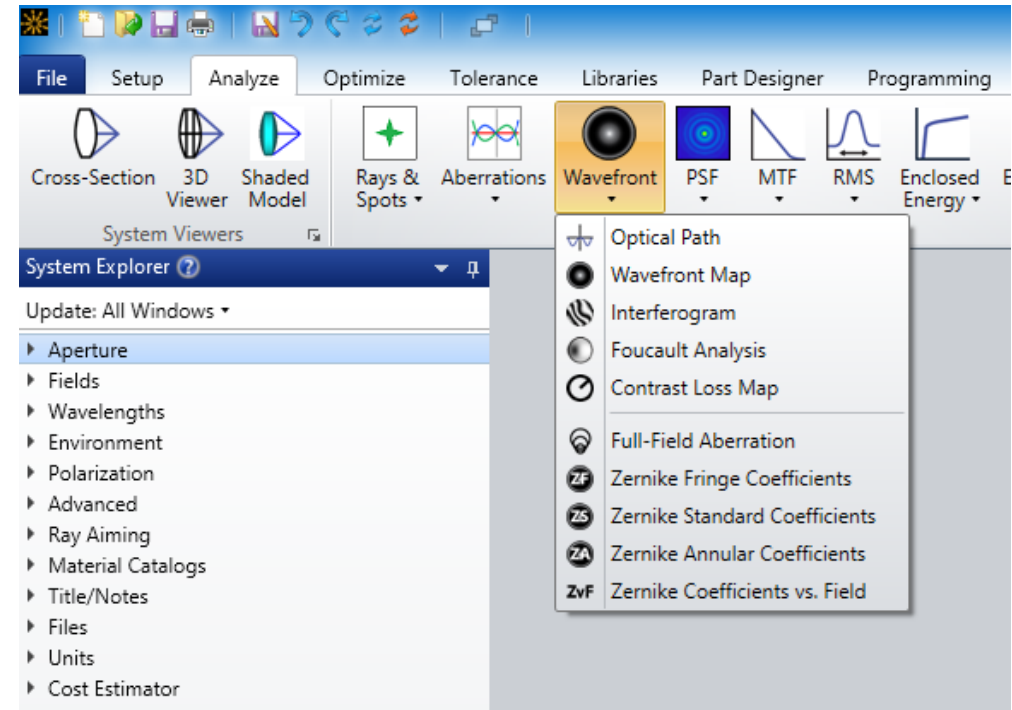 File Setup Analyze Optimize Tolerance Libraries Part Designer Programming
Cross-Section 3D Viewer Shaded Model Rays & Spots Aberrations Wavefront PSF MTF RMS Enclosed Energy E
System Viewers
System Explorer ?
Update: All Windows
Aperture
Fields
Wavelengths
Environment
Polarization
Advanced
Ray Aiming
Material Catalogs
Title/Notes
Files
Units
Cost Estimator
Optical Path
Wavefront Map
Interferogram
Foucault Analysis
Contrast Loss Map
Full-Field Aberration
ZF Zernike Fringe Coefficients
ZS Zernike Standard Coefficients
ZA Zernike Annular Coefficients
ZvF Zernike Coefficients vs. Field